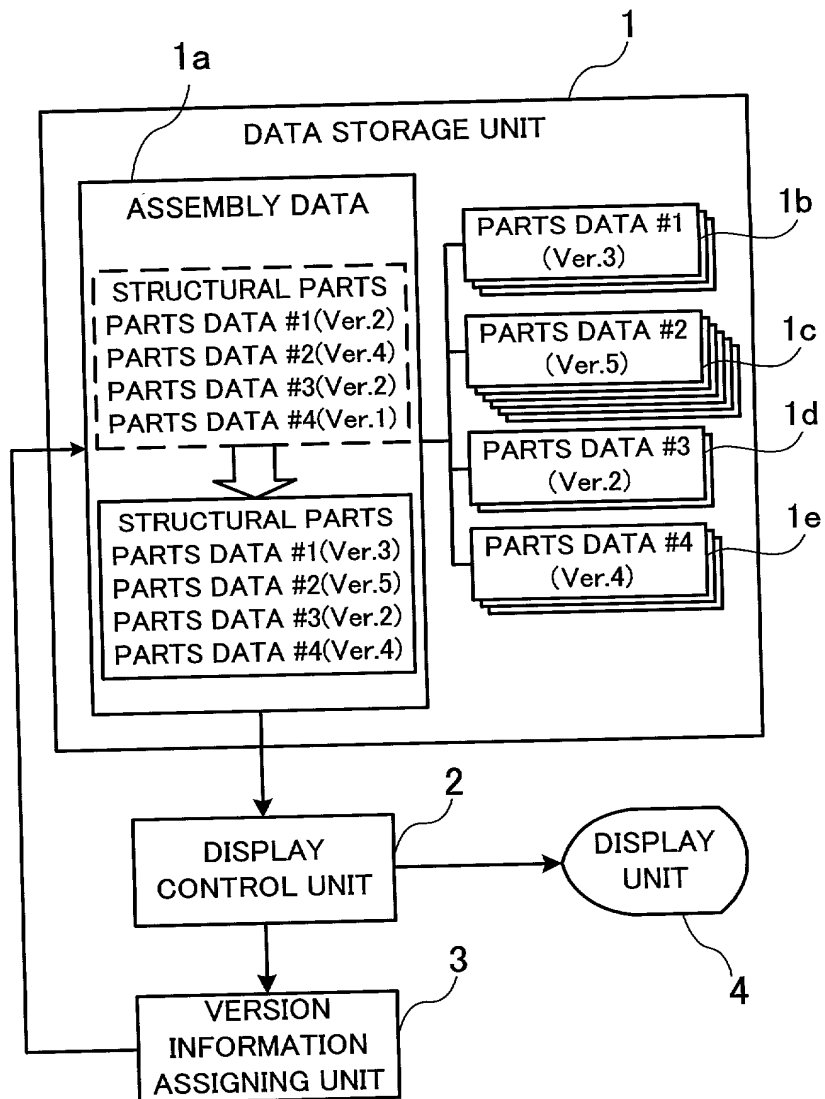 1
1a
DATA STORAGE UNIT
ASSEMBLY DATA
STRUCTURAL PARTS
PARTS DATA #1(Ver.2)
PARTS DATA #2(Ver.4)
PARTS DATA #3(Ver.2)
PARTS DATA #4(Ver.1)
STRUCTURAL PARTS
PARTS DATA #1(Ver.3)
PARTS DATA #2(Ver.5)
PARTS DATA #3(Ver.2)
PARTS DATA #4(Ver.4)
PARTS DATA #1
(Ver.3)
1b
PARTS DATA #2
(Ver.5)
1c
PARTS DATA #3
(Ver.2)
1d
PARTS DATA #4
(Ver.4)
1e
2
DISPLAY
CONTROL UNIT
DISPLAY
UNIT
4
3
VERSION
INFORMATION
ASSIGNING UNIT